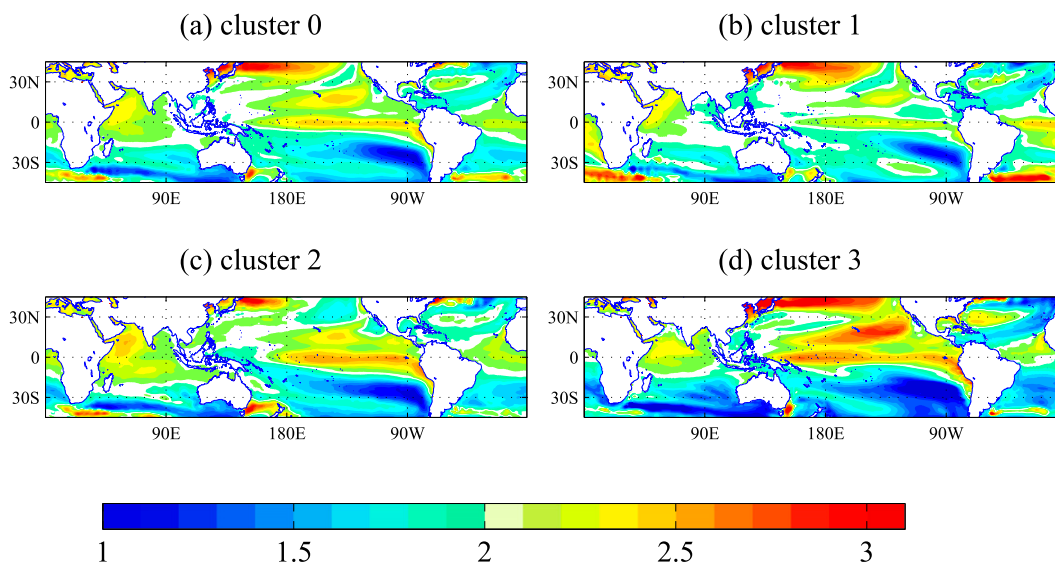 (a) cluster 0
(b) cluster 1
30N
0
30S
90E
180E
90W
30N
0
30S
90E
180E
90W
(c) cluster 2
(d) cluster 3
30N
0
30S
90E
180E
90W
30N
0
30S
90E
180E
90W
1
1.5
2
2.5
3